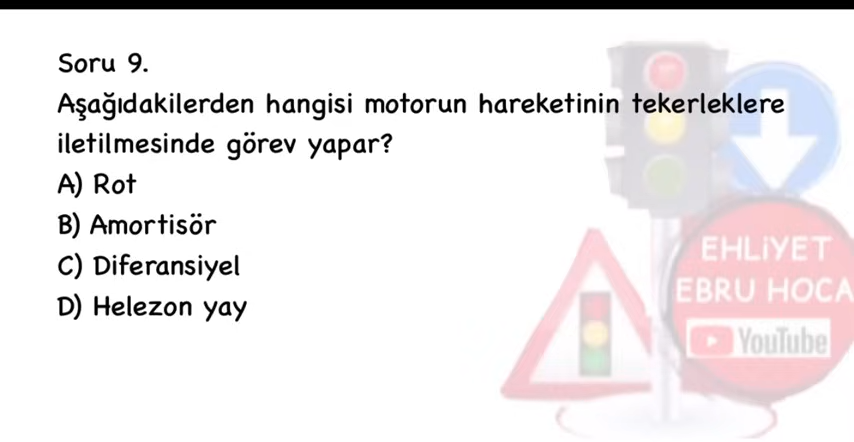 Soru 9.
Aşağıdakilerden hangisi motorun hareketinin tekerleklere
iletilmesinde görev yapar?
A) Rot
B) Amortisör
C) Diferansiyel
D) Helezon yay
EHLİYET
EBRU HOCA
YouTube